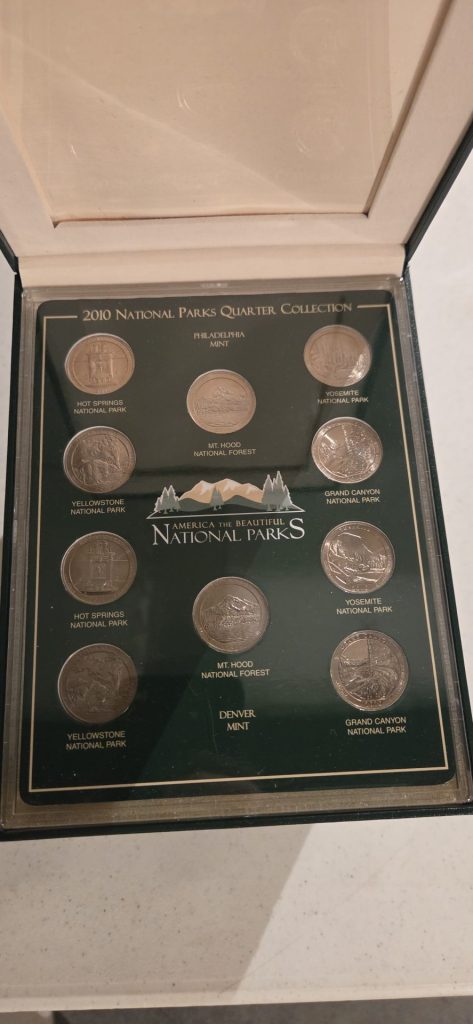 2010 NATIONAL PARKS QUARTER COLLECTION
PHILADELPHIA
MINT
HOT SPRINGS
NATIONAL PARK
MT. HOOD
NATIONAL FOREST
YOSEMITE
NATIONAL PARK
YELLOWSTONE
NATIONAL PARK
GRAND CANYON
NATIONAL PARK
AMERICA THE BEAUTIFUL
NATIONAL PARKS
HOT SPRINGS
NATIONAL PARK
MT. HOOD
NATIONAL FOREST
YOSEMITE
NATIONAL PARK
YELLOWSTONE
NATIONAL PARK
DENVER
MINT
GRAND CANYON
NATIONAL PARK